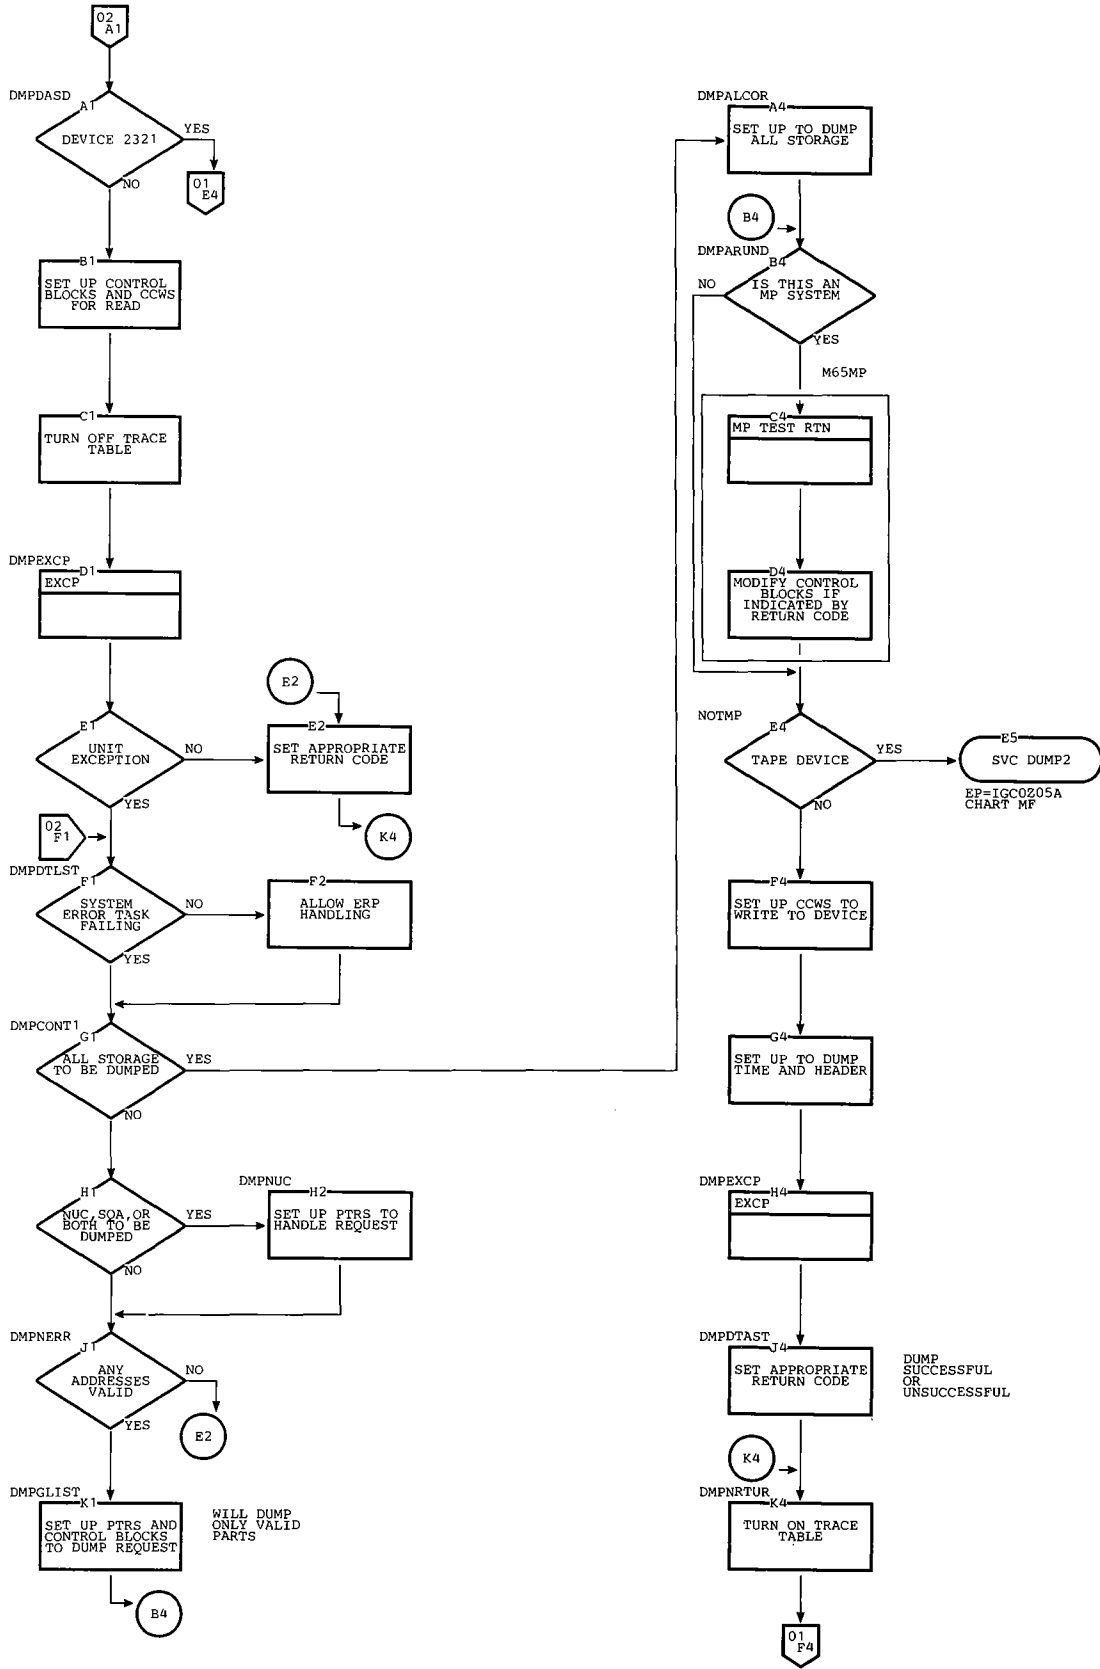 02
A1
DMPDASD
A1
DEVICE 2321
YES
NO
01
E4
B1
SET UP CONTROL
BLOCKS AND CCWS
FOR READ
C1
TURN OFF TRACE
TABLE
DMPEXCP
D1
EXCP
E1
UNIT
EXCEPTION
NO
YES
E2
E2
SET APPROPRIATE
RETURN CODE
K4
02
F1
DMPDTLST
F1
SYSTEM
ERROR TASK
FAILING
NO
YES
F2
ALLOW ERP
HANDLING
DMPCONT1
G1
ALL STORAGE
TO BE DUMPED
YES
NO
H1
NUC,SQA,OR
BOTH TO BE
DUMPED
YES
NO
DMPNUC
H2
SET UP PTRS TO
HANDLE REQUEST
DMPNERR
J1
ANY
ADDRESSES
VALID
NO
YES
E2
DMPGLIST
K1
SET UP PTRS AND
CONTROL BLOCKS
TO DUMP REQUEST
WILL DUMP
ONLY VALID
PARTS
B4
DMPALCOR
A4
SET UP TO DUMP
ALL STORAGE
B4
DMPARUND
B4
IS THIS AN
MP SYSTEM
NO
YES
M65MP
C4
MP TEST RTN
D4
MODIFY CONTROL
BLOCKS IF
INDICATED BY
RETURN CODE
NOTMP
E4
TAPE DEVICE
YES
NO
E5
SVC DUMP2
EP=IGC0Z05A
CHART MF
F4
SET UP CCWS TO
WRITE TO DEVICE
G4
SET UP TO DUMP
TIME AND HEADER
DMPEXCP
H4
EXCP
DMPDTAST
J4
SET APPROPRIATE
RETURN CODE
DUMP
SUCCESSFUL
OR
UNSUCCESSFUL
K4
DMPNRTUR
K4
TURN ON TRACE
TABLE
01
F4